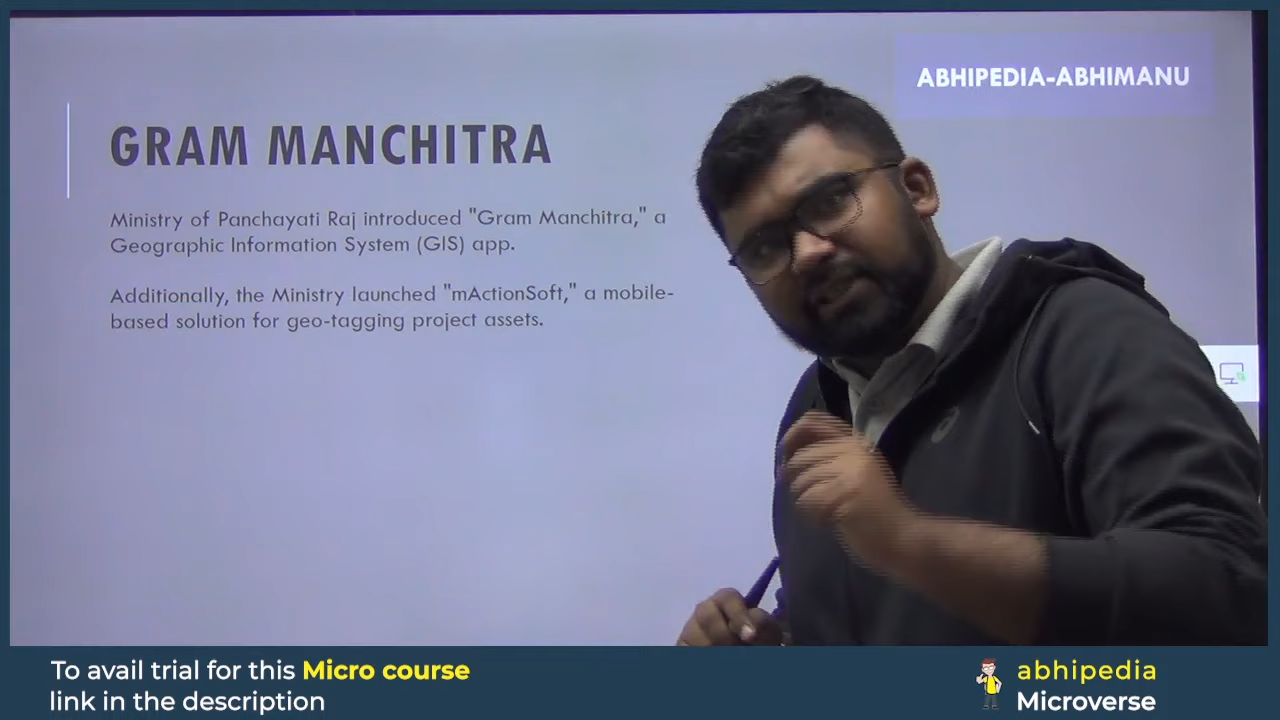 ABHIPEDIA-ABHIMANU
GRAM MANCHITRA
Ministry of Panchayati Raj introduced "Gram Manchitra," a
Geographic Information System (GIS) app.
Additionally, the Ministry launched "mActionSoft," a mobile-
based solution for geo-tagging project assets.
To avail trial for this Micro course
link in the description
abhipedia
Microverse